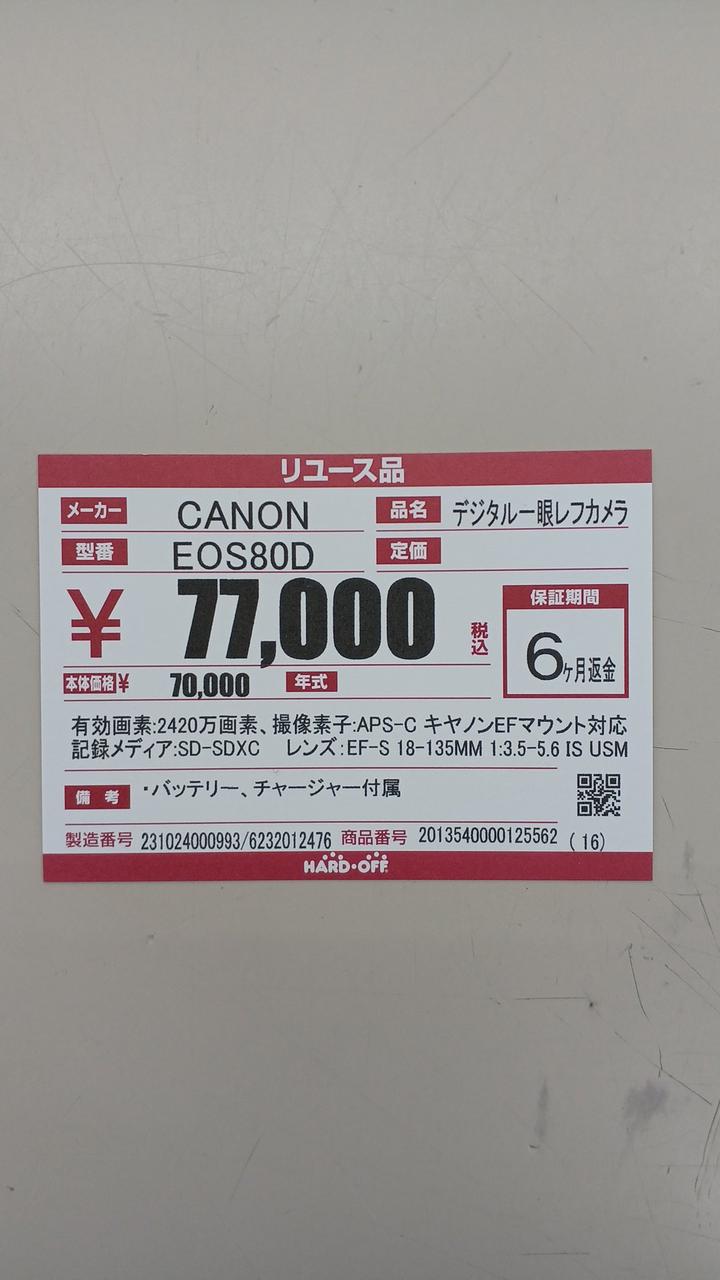 リユース品
メーカー CANON 品名 デジタル一眼レフカメラ
型番 EOS80D 定価
¥ 77,000 税込
保証期間
6ヶ月返金
本体価格¥ 70,000 年式
有効画素:2420万画素、撮像素子:APS-C キヤノンEFマウント対応
記録メディア:SD-SDXC レンズ:EF-S 18-135MM 1:3.5-5.6 IS USM
備考 ・バッテリー、チャージャー付属
製造番号 231024000993/6232012476 商品番号 2013540000125562 (16)
HARD・OFF